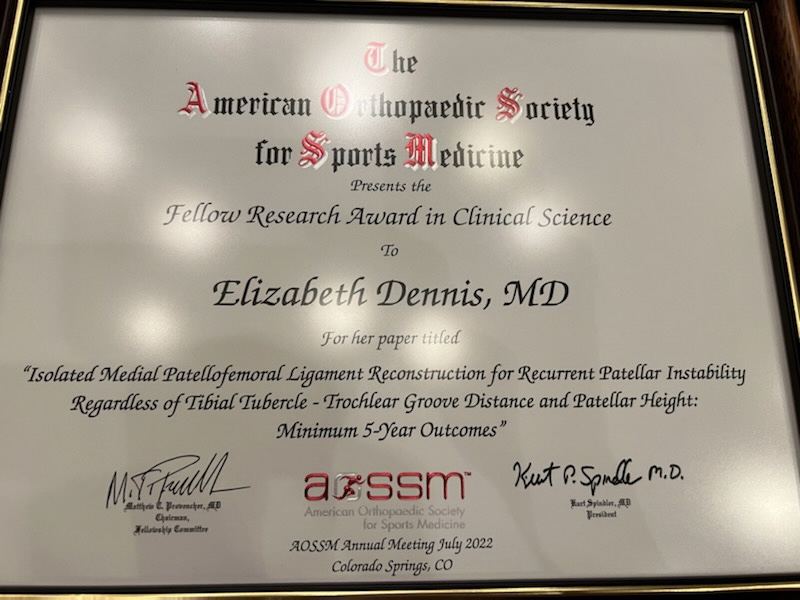 The
American Orthopaedic Society
for Sports Medicine
Presents the
Fellow Research Award in Clinical Science
To
Elizabeth Dennis, MD
For her paper titled
"Isolated Medial Patellofemoral Ligament Reconstruction for Recurrent Patellar Instability
Regardless of Tibial Tubercle - Trochlear Groove Distance and Patellar Height:
Minimum 5-Year Outcomes"
Matthew T. Provencher, MD
Chairman,
Fellowship Committee
aossm™
American Orthopaedic Society
for Sports Medicine
AOSSM Annual Meeting July 2022
Colorado Springs, CO
Kurt P. Spindler M.D.
Kurt Spindler, MD
President